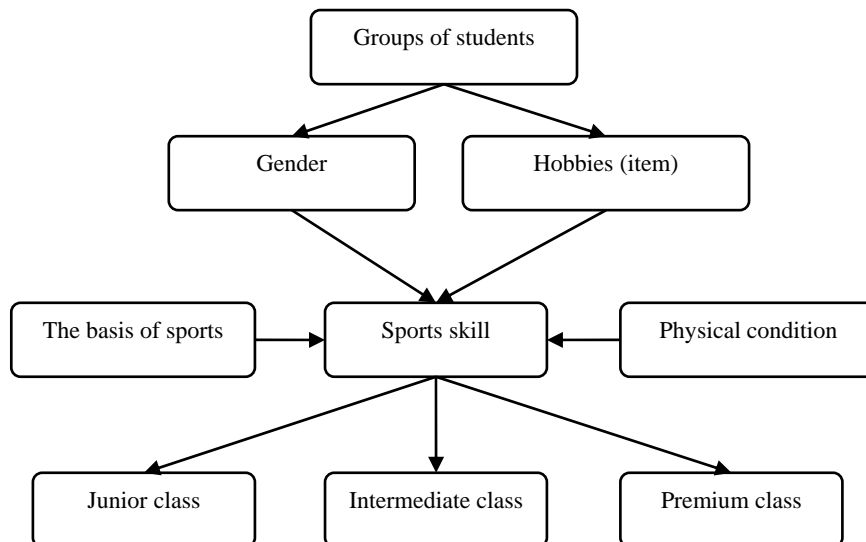 Groups of students
Gender
Hobbies (item)
The basis of sports
Sports skill
Physical condition
Junior class
Intermediate class
Premium class